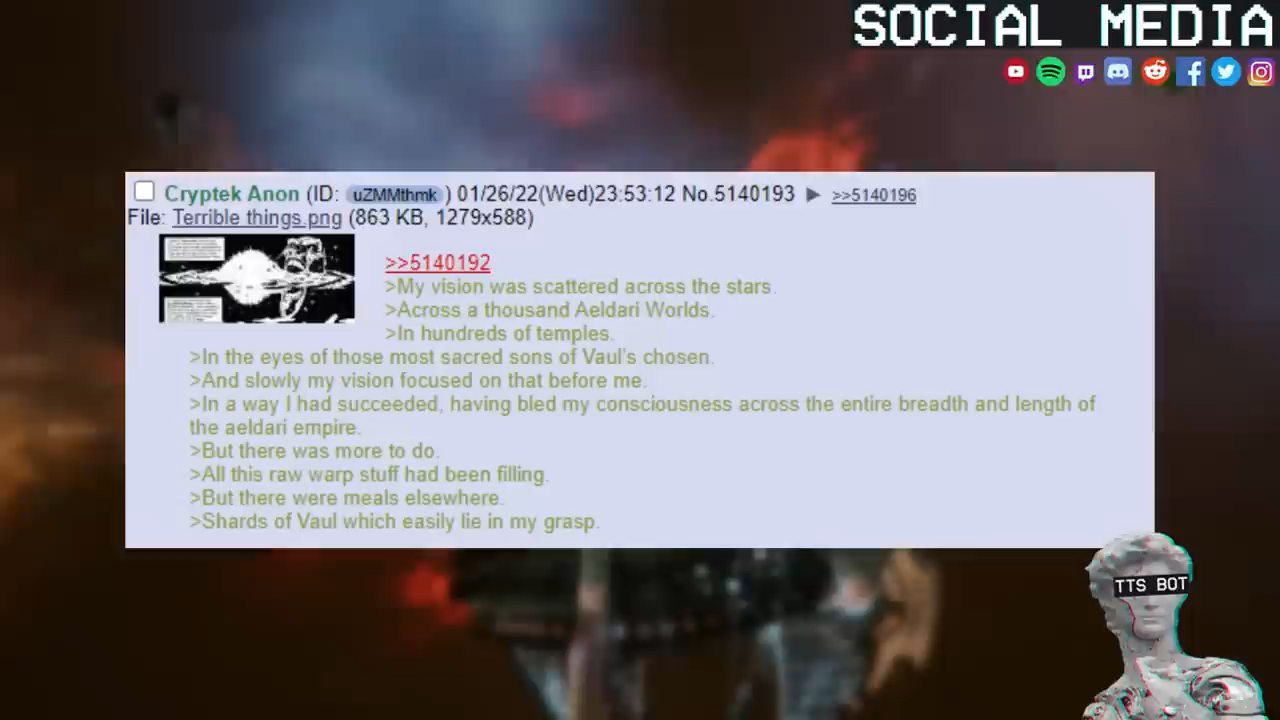 SOCIAL MEDIA
Cryptek Anon (ID: uZMMthmk ) 01/26/22(Wed)23:53:12 No.5140193 ▶ >>5140196
File: Terrible things.png (863 KB, 1279x588)
>>5140192
>My vision was scattered across the stars.
>Across a thousand Aeldari Worlds.
>In hundreds of temples.
>In the eyes of those most sacred sons of Vaul's chosen.
>And slowly my vision focused on that before me.
>In a way I had succeeded, having bled my consciousness across the entire breadth and length of
the aeldari empire.
>But there was more to do.
>All this raw warp stuff had been filling.
>But there were meals elsewhere.
>Shards of Vaul which easily lie in my grasp.
TTS BOT